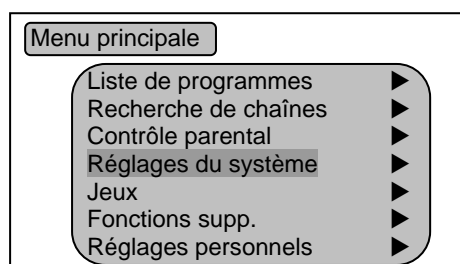 Menu principale
Liste de programmes
Recherche de chaînes
Contrôle parental
Réglages du système
Jeux
Fonctions supp.
Réglages personnels